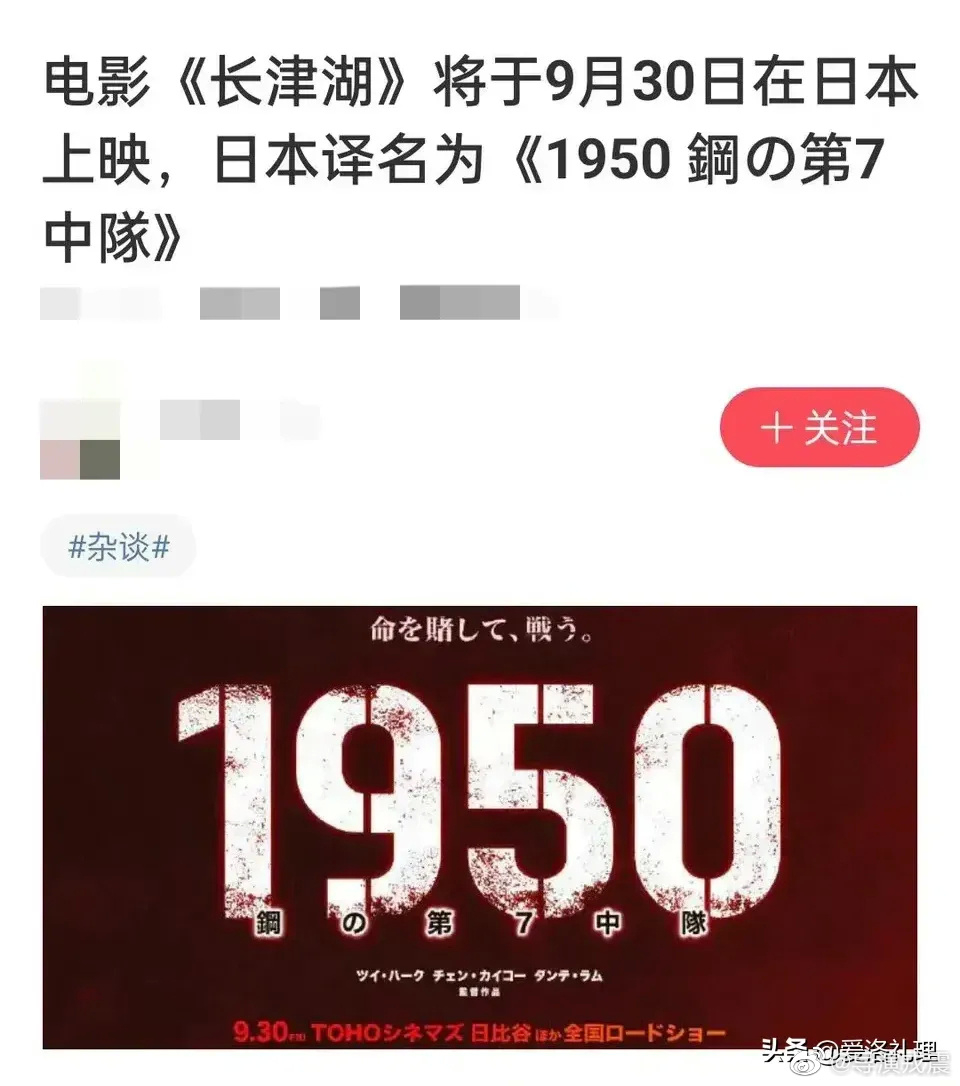 电影《长津湖》将于9月30日在日本
上映，日本译名为《1950 鋼の第7
中隊》
＋关注
#杂谈#
命を賭して、戦う。
1950
鋼の第7中隊
ツイ・ハーク チェン・カイコー ダンテ・ラム
監督作品
9.30 FRI TOHOシネマズ 日比谷 ほか 全国ロードショー
头条 @爱洛礼理